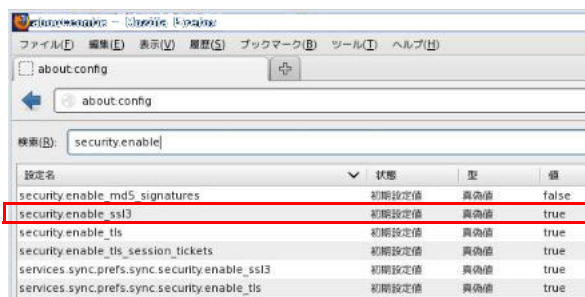 ファイル(F) 編集(E) 表示(V) 履歴(S) ブックマーク(B) ツール(T) ヘルプ(H)
about:config
about:config
検索(R): security.enable
設定名 状態 型 値
security.enable_md5_signatures 初期設定値 真偽値 false
security.enable_ssl3 初期設定値 真偽値 true
security.enable_tls 初期設定値 真偽値 true
security.enable_tls_session_tickets 初期設定値 真偽値 true
services.sync.prefs.sync.security.enable_ssl3 初期設定値 真偽値 true
services.sync.prefs.sync.security.enable_tls 初期設定値 真偽値 true